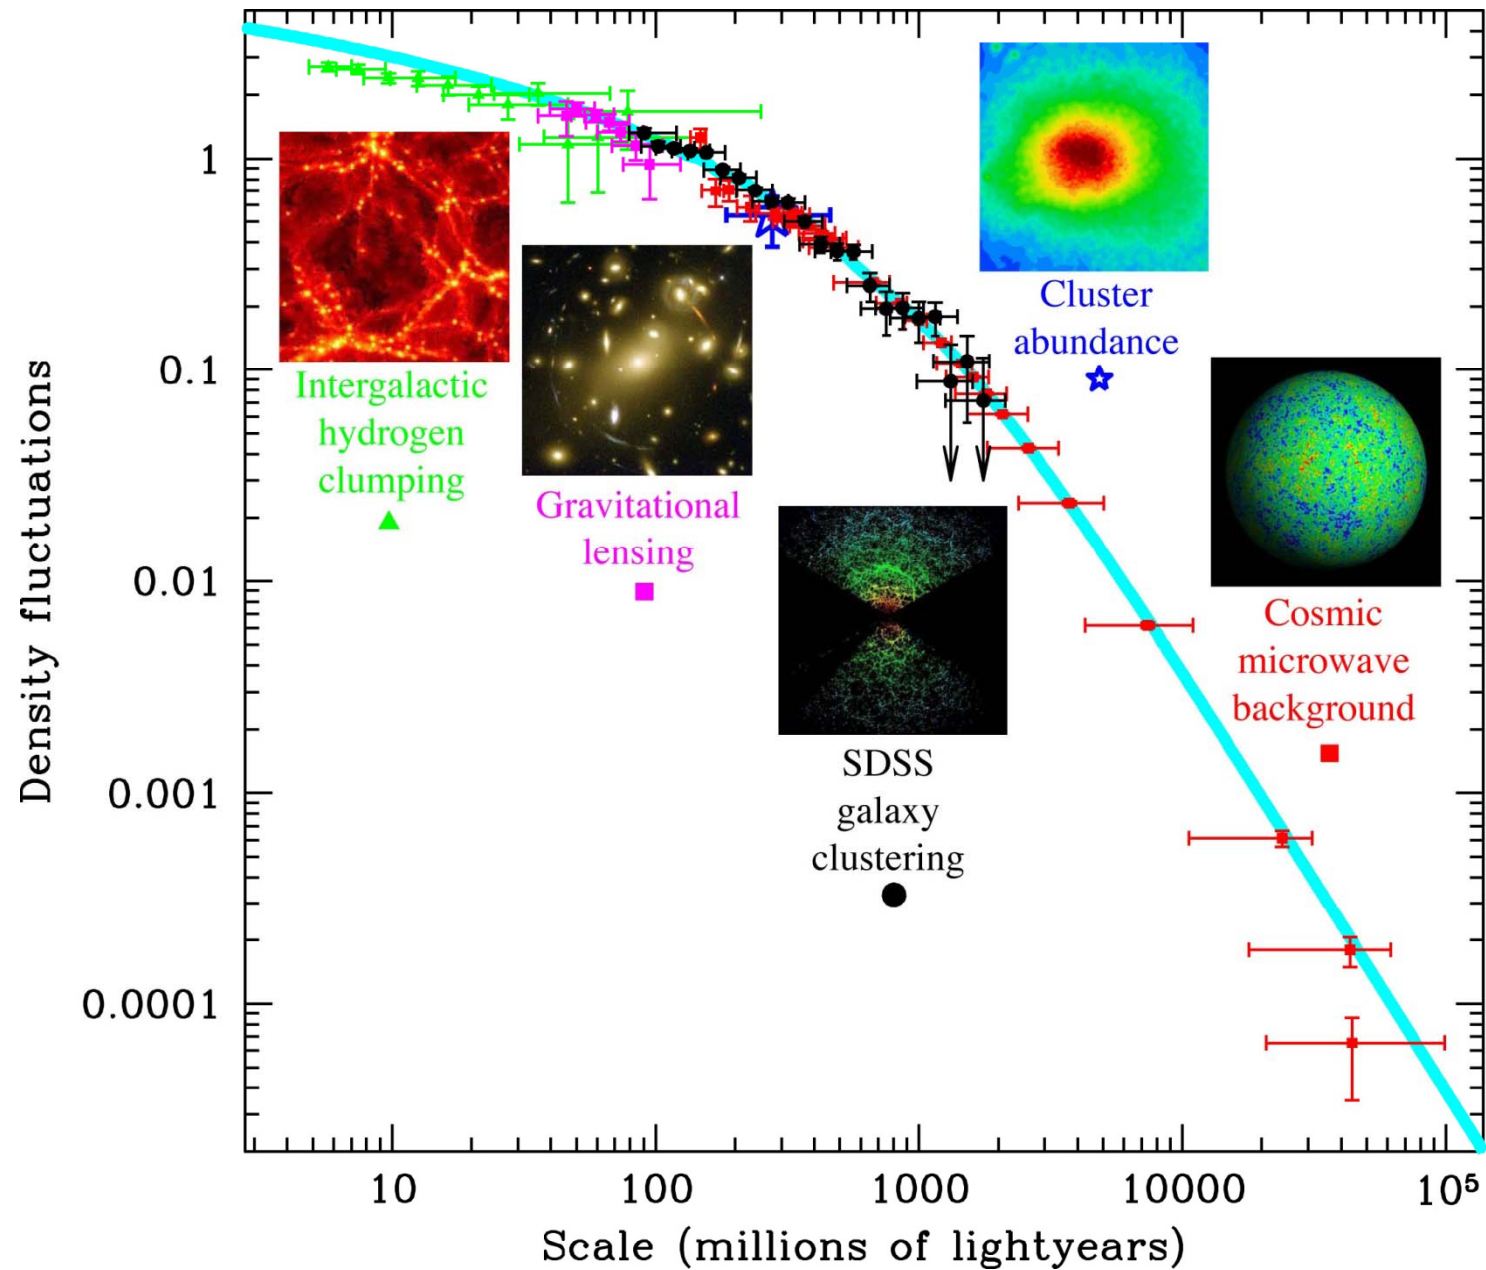 Density fluctuations
1
0.1
0.01
0.001
0.0001
Intergalactic
hydrogen
clumping
Gravitational
lensing
SDSS
galaxy
clustering
Cluster
abundance
Cosmic
microwave
background
10
100
1000
10000
10⁵
Scale (millions of lightyears)